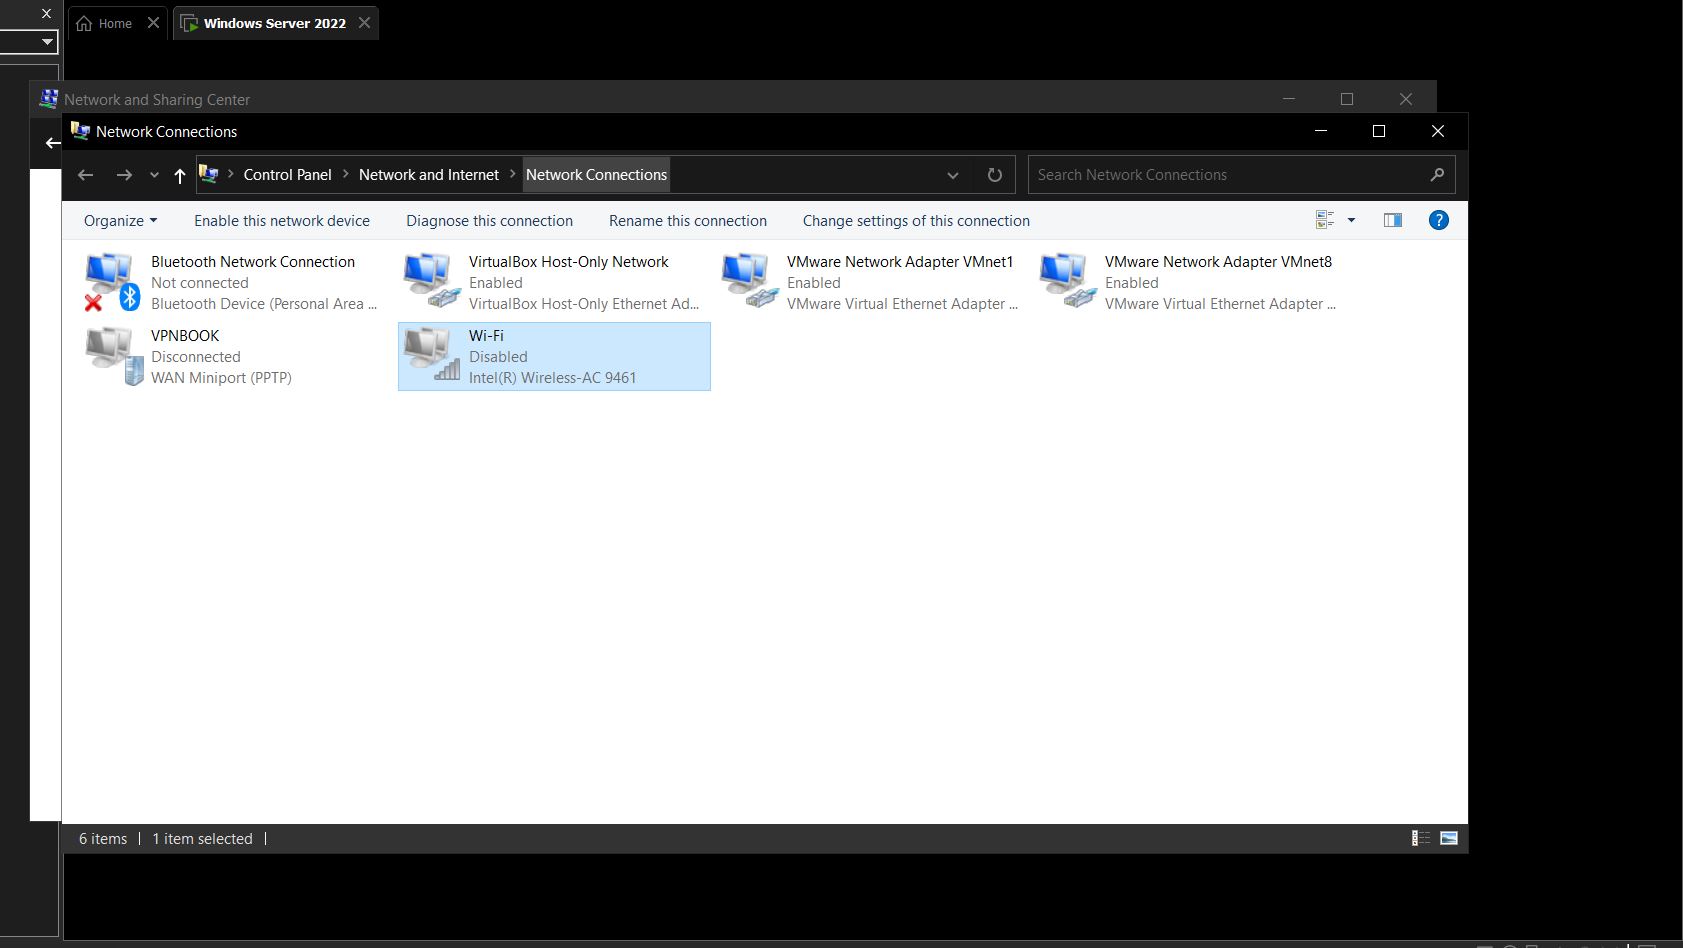 Home
Windows Server 2022
Network and Sharing Center
Network Connections
Control Panel > Network and Internet > Network Connections
Search Network Connections
Organize
Enable this network device
Diagnose this connection
Rename this connection
Change settings of this connection
?
Bluetooth Network Connection
Not connected
Bluetooth Device (Personal Area ...
VirtualBox Host-Only Network
Enabled
VirtualBox Host-Only Ethernet Ad...
VMware Network Adapter VMnet1
Enabled
VMware Virtual Ethernet Adapter ...
VMware Network Adapter VMnet8
Enabled
VMware Virtual Ethernet Adapter ...
VPNBOOK
Disconnected
WAN Miniport (PPTP)
Wi-Fi
Disabled
Intel(R) Wireless-AC 9461
6 items
1 item selected